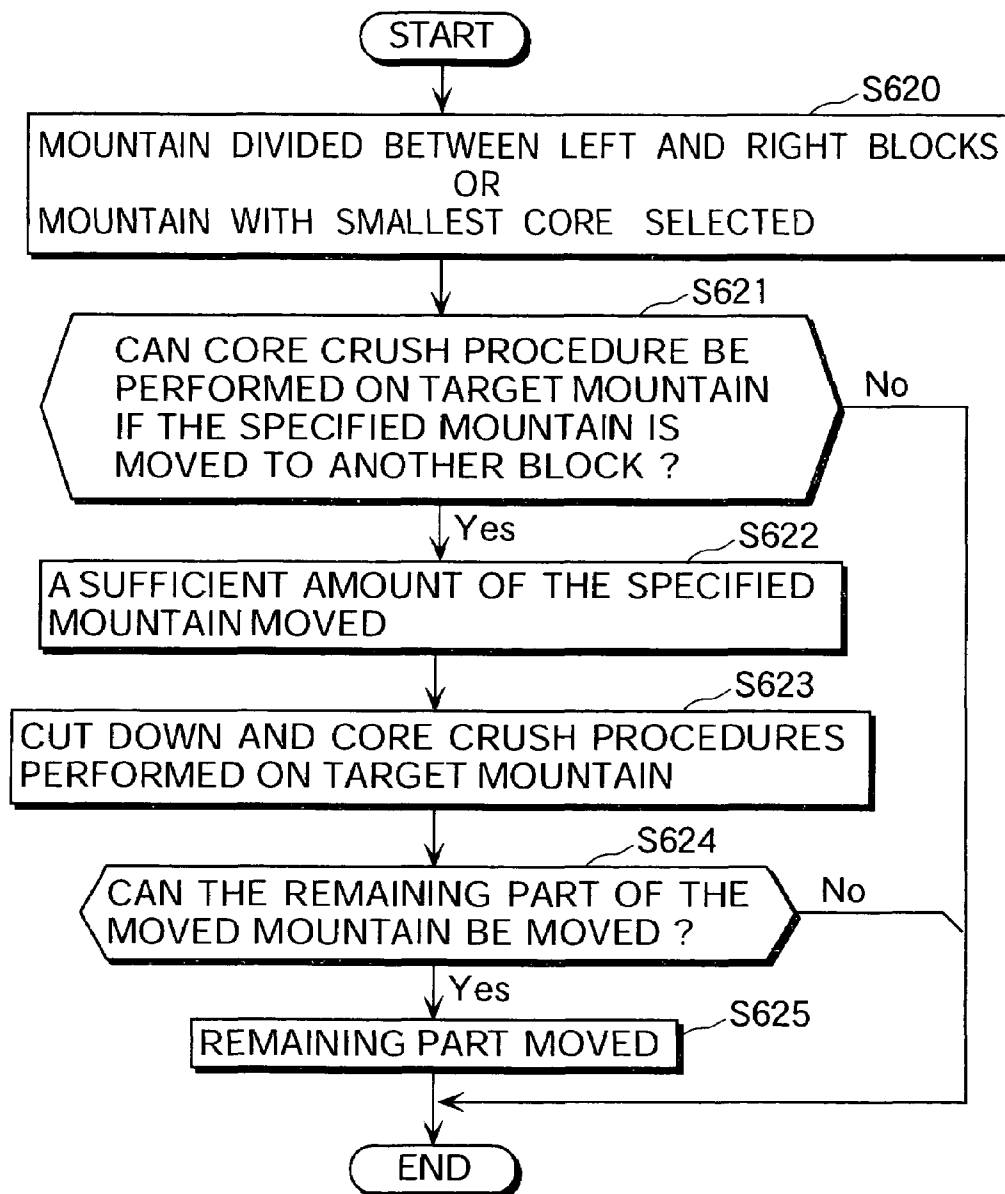 START
S620
MOUNTAIN DIVIDED BETWEEN LEFT AND RIGHT BLOCKS
OR
MOUNTAIN WITH SMALLEST CORE SELECTED
S621
CAN CORE CRUSH PROCEDURE BE
PERFORMED ON TARGET MOUNTAIN
IF THE SPECIFIED MOUNTAIN IS
MOVED TO ANOTHER BLOCK ?
No
Yes
S622
A SUFFICIENT AMOUNT OF THE SPECIFIED
MOUNTAIN MOVED
S623
CUT DOWN AND CORE CRUSH PROCEDURES
PERFORMED ON TARGET MOUNTAIN
S624
CAN THE REMAINING PART OF THE
MOVED MOUNTAIN BE MOVED ?
No
Yes
S625
REMAINING PART MOVED
END